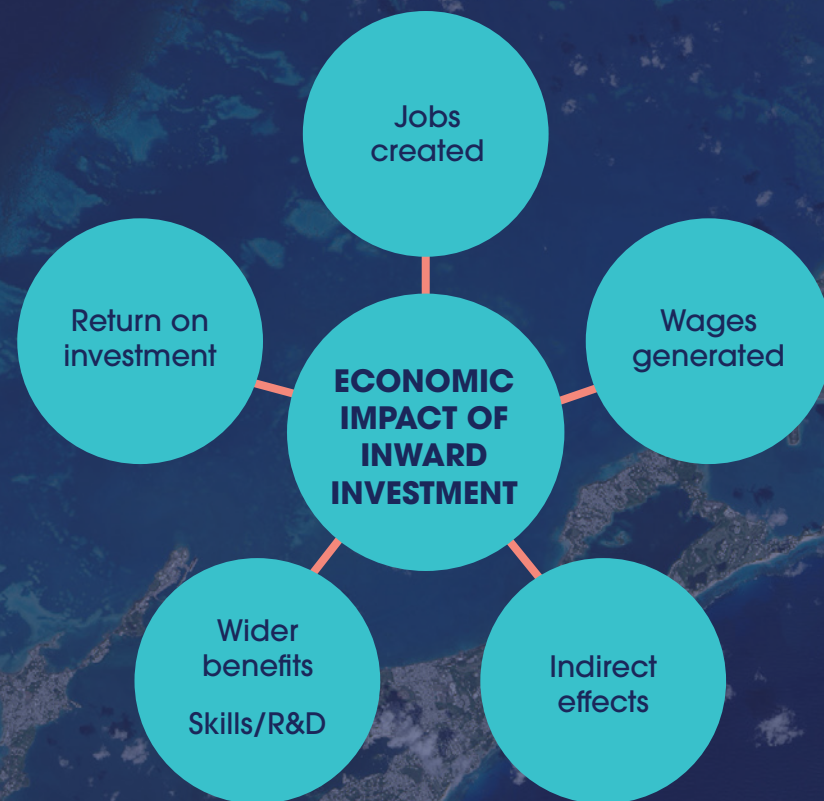 Jobs
created
Return on
investment
Wages
generated
ECONOMIC
IMPACT OF
INWARD
INVESTMENT
Wider
benefits
Skills/R&D
Indirect
effects